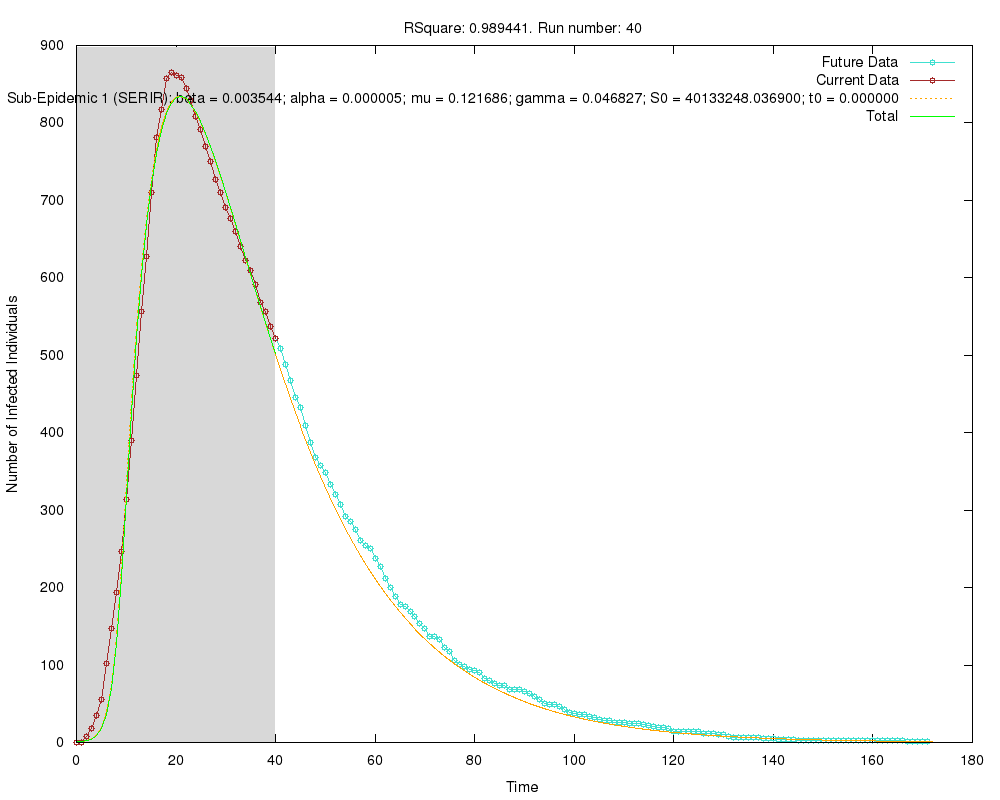 RSquare: 0.989441. Run number: 40
Future Data
Current Data
Sub-Epidemic 1 (SERIR): beta = 0.003544; alpha = 0.000005; mu = 0.121686; gamma = 0.046827; S0 = 40133248.036900; t0 = 0.000000
Total
900
800
700
600
500
400
300
200
100
0
Number of Infected Individuals
0 20 40 60 80 100 120 140 160 180
Time